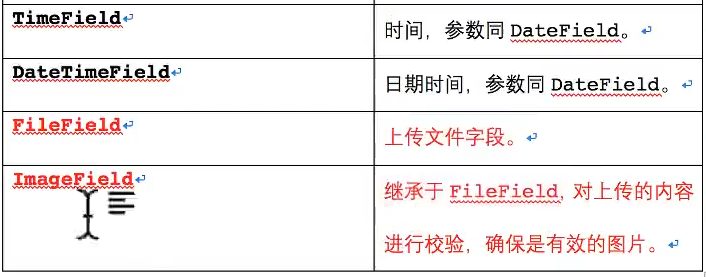 TimeField
时间，参数同 DateField。
DateTimeField
日期时间，参数同 DateField。
FileField
上传文件字段。
ImageField
继承于 FileField，对上传的内容
进行校验，确保是有效的图片。